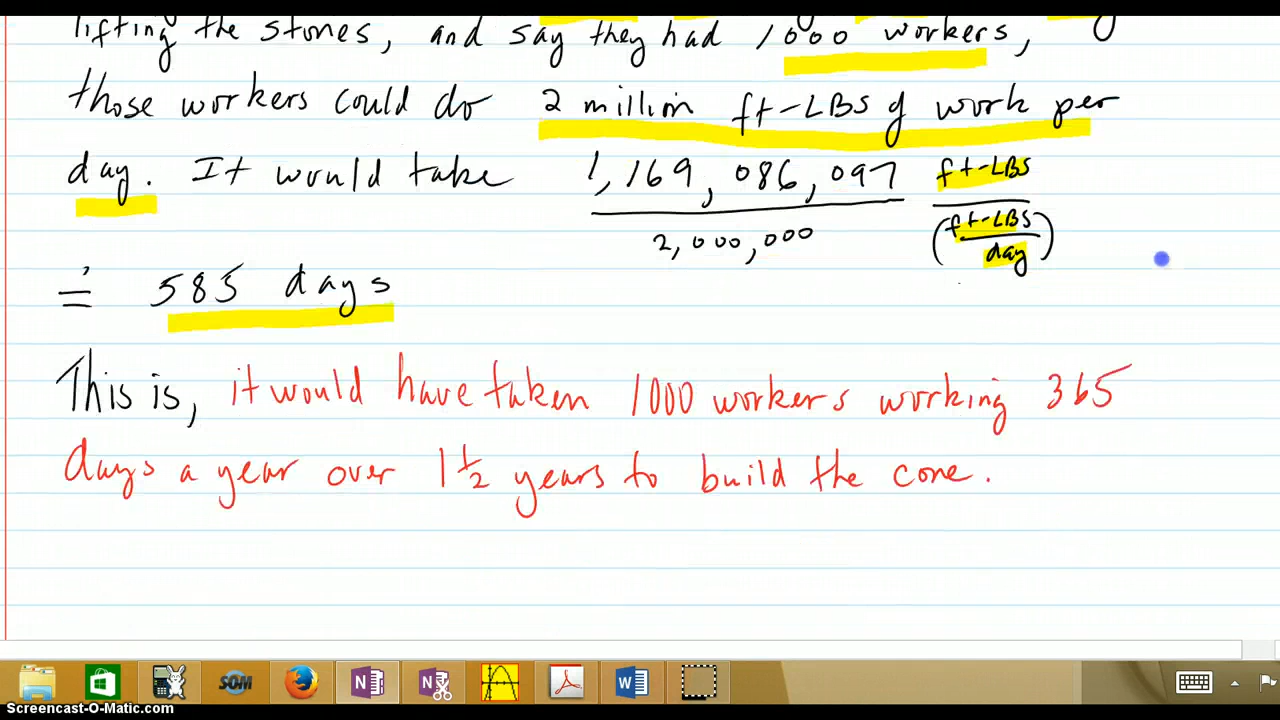 lifting the stones, and say they had 1000 workers,
those workers could do 2 million ft-LBS of work per
day. It would take 1,169,086,097 ft-LBS
2,000,000 (ft-LBS
day)
≐ 585 days
This is, it would have taken 1000 workers working 365
days a year over 1 1/2 years to build the cone.
SOM
Screencast-O-Matic.com